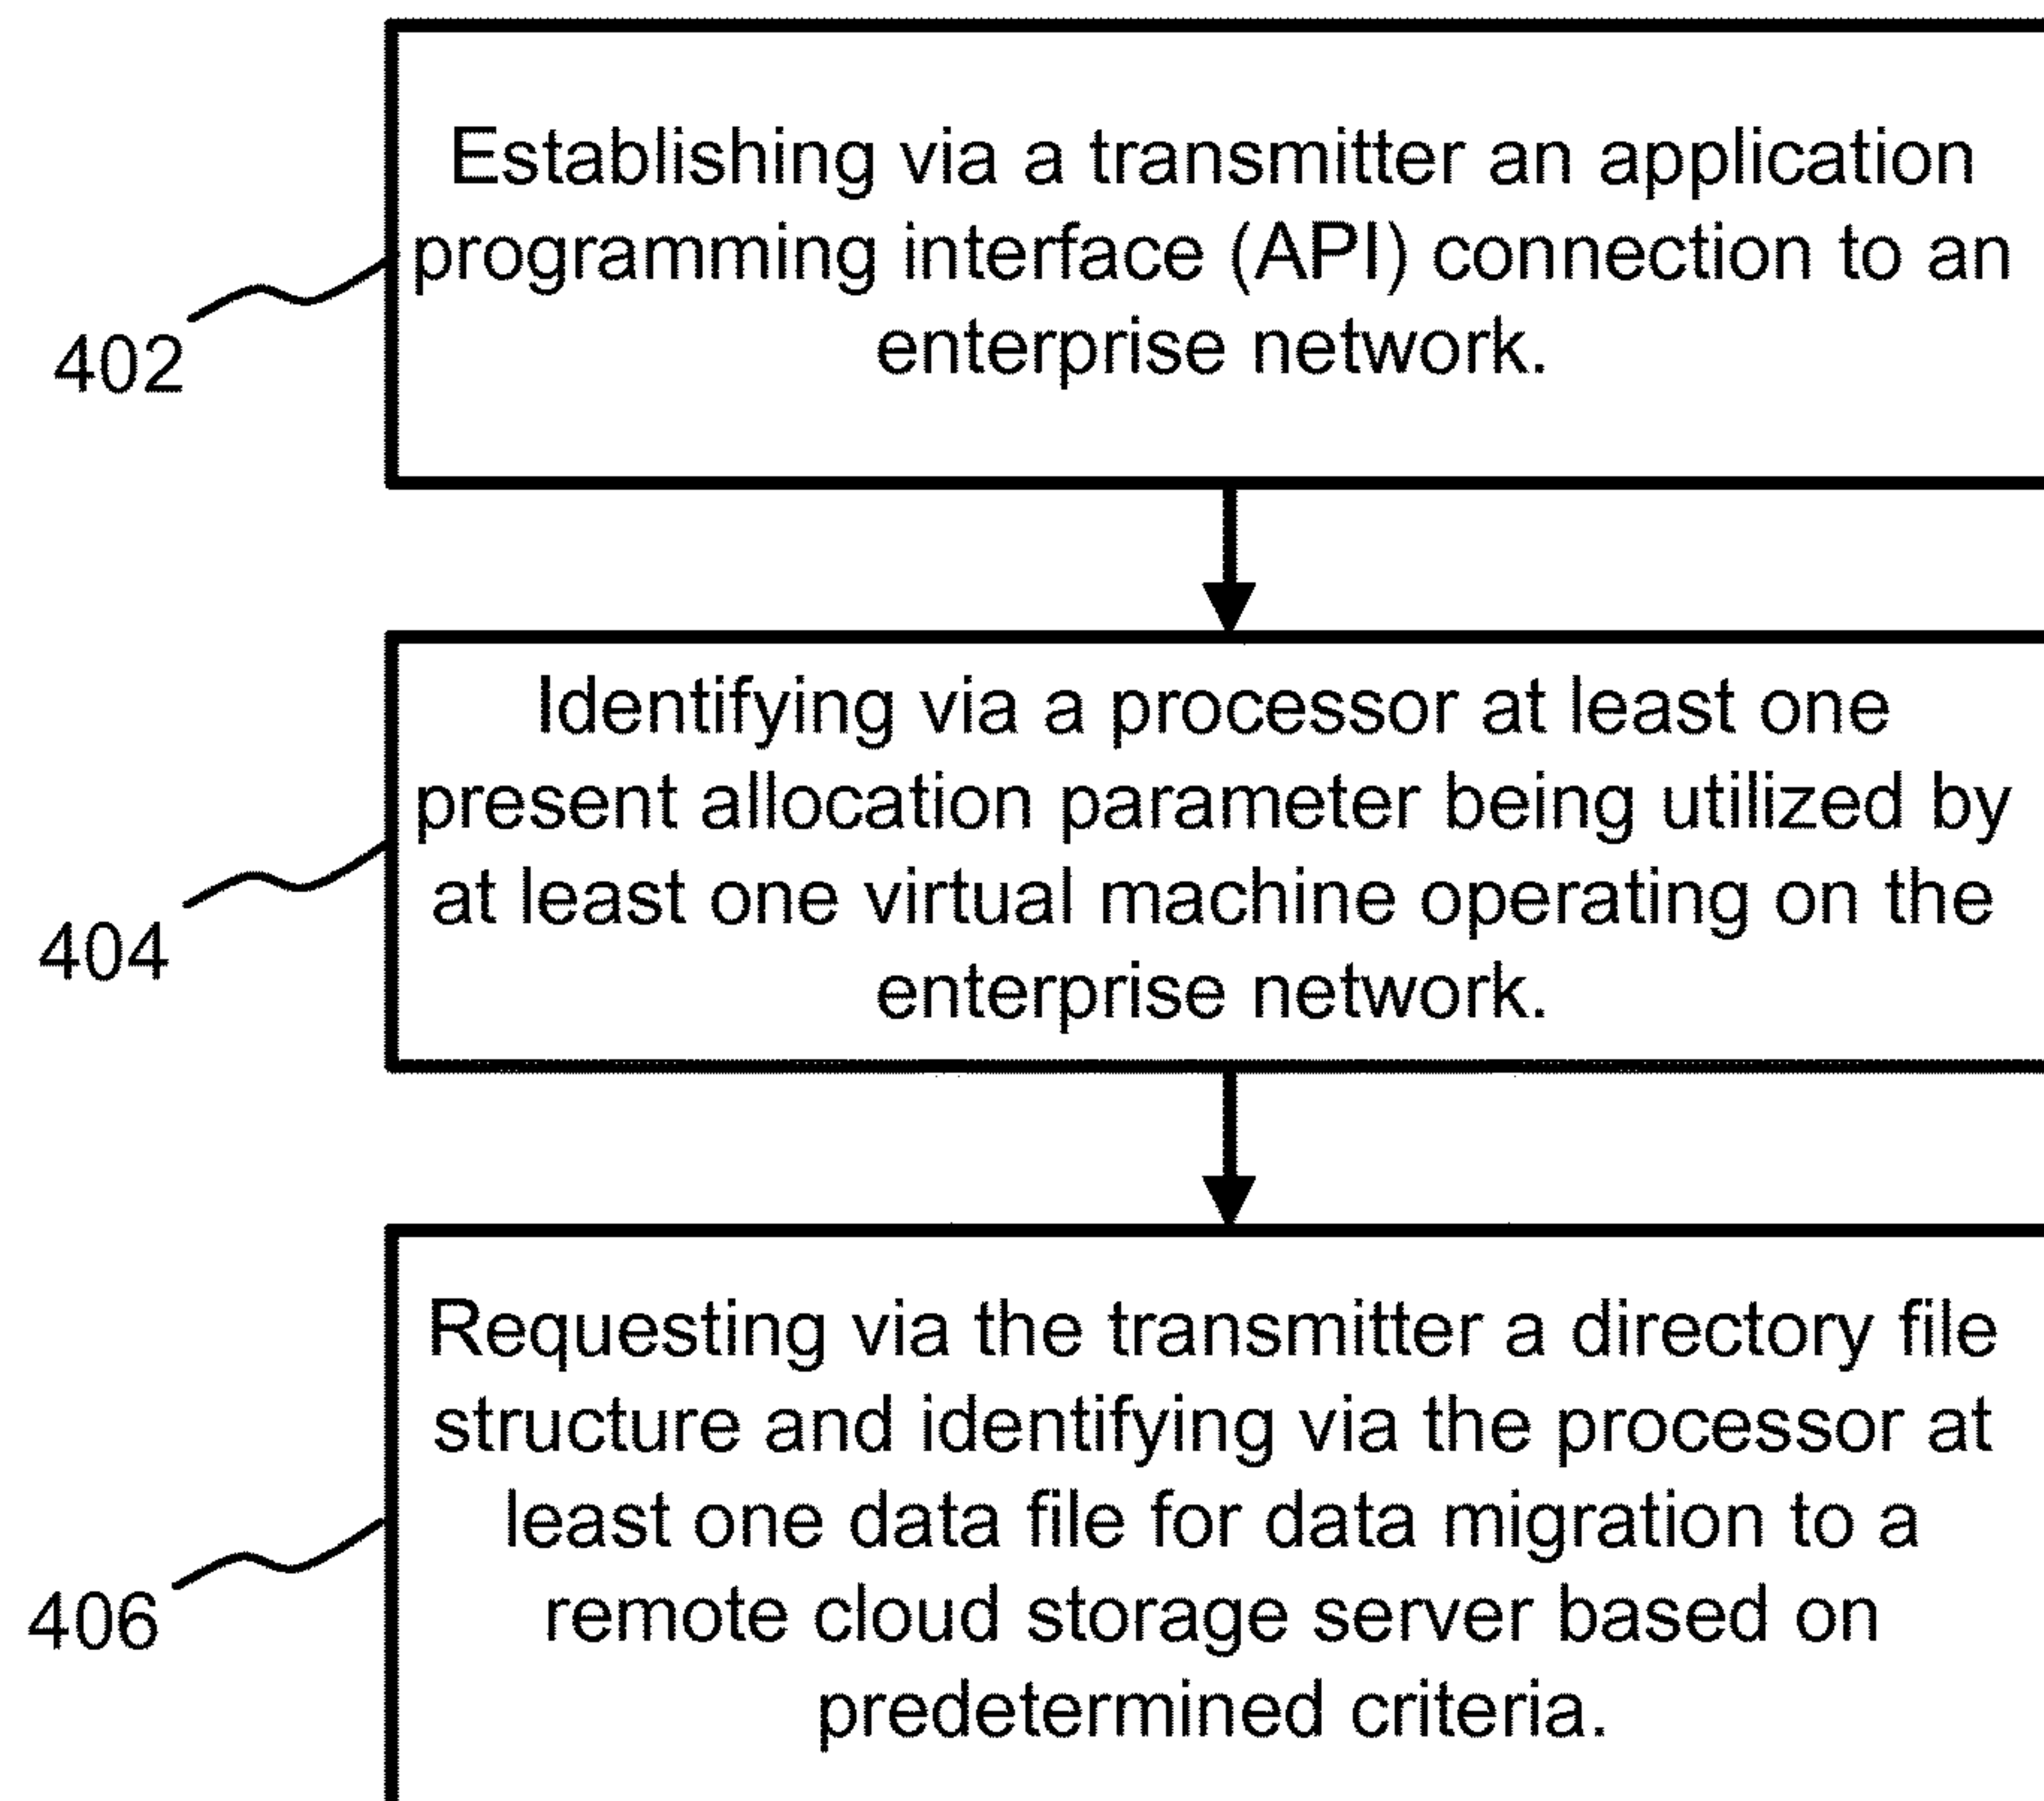 Establishing via a transmitter an application
programming interface (API) connection to an
enterprise network.
402
Identifying via a processor at least one
present allocation parameter being utilized by
at least one virtual machine operating on the
enterprise network.
404
Requesting via the transmitter a directory file
structure and identifying via the processor at
least one data file for data migration to a
remote cloud storage server based on
predetermined criteria.
406